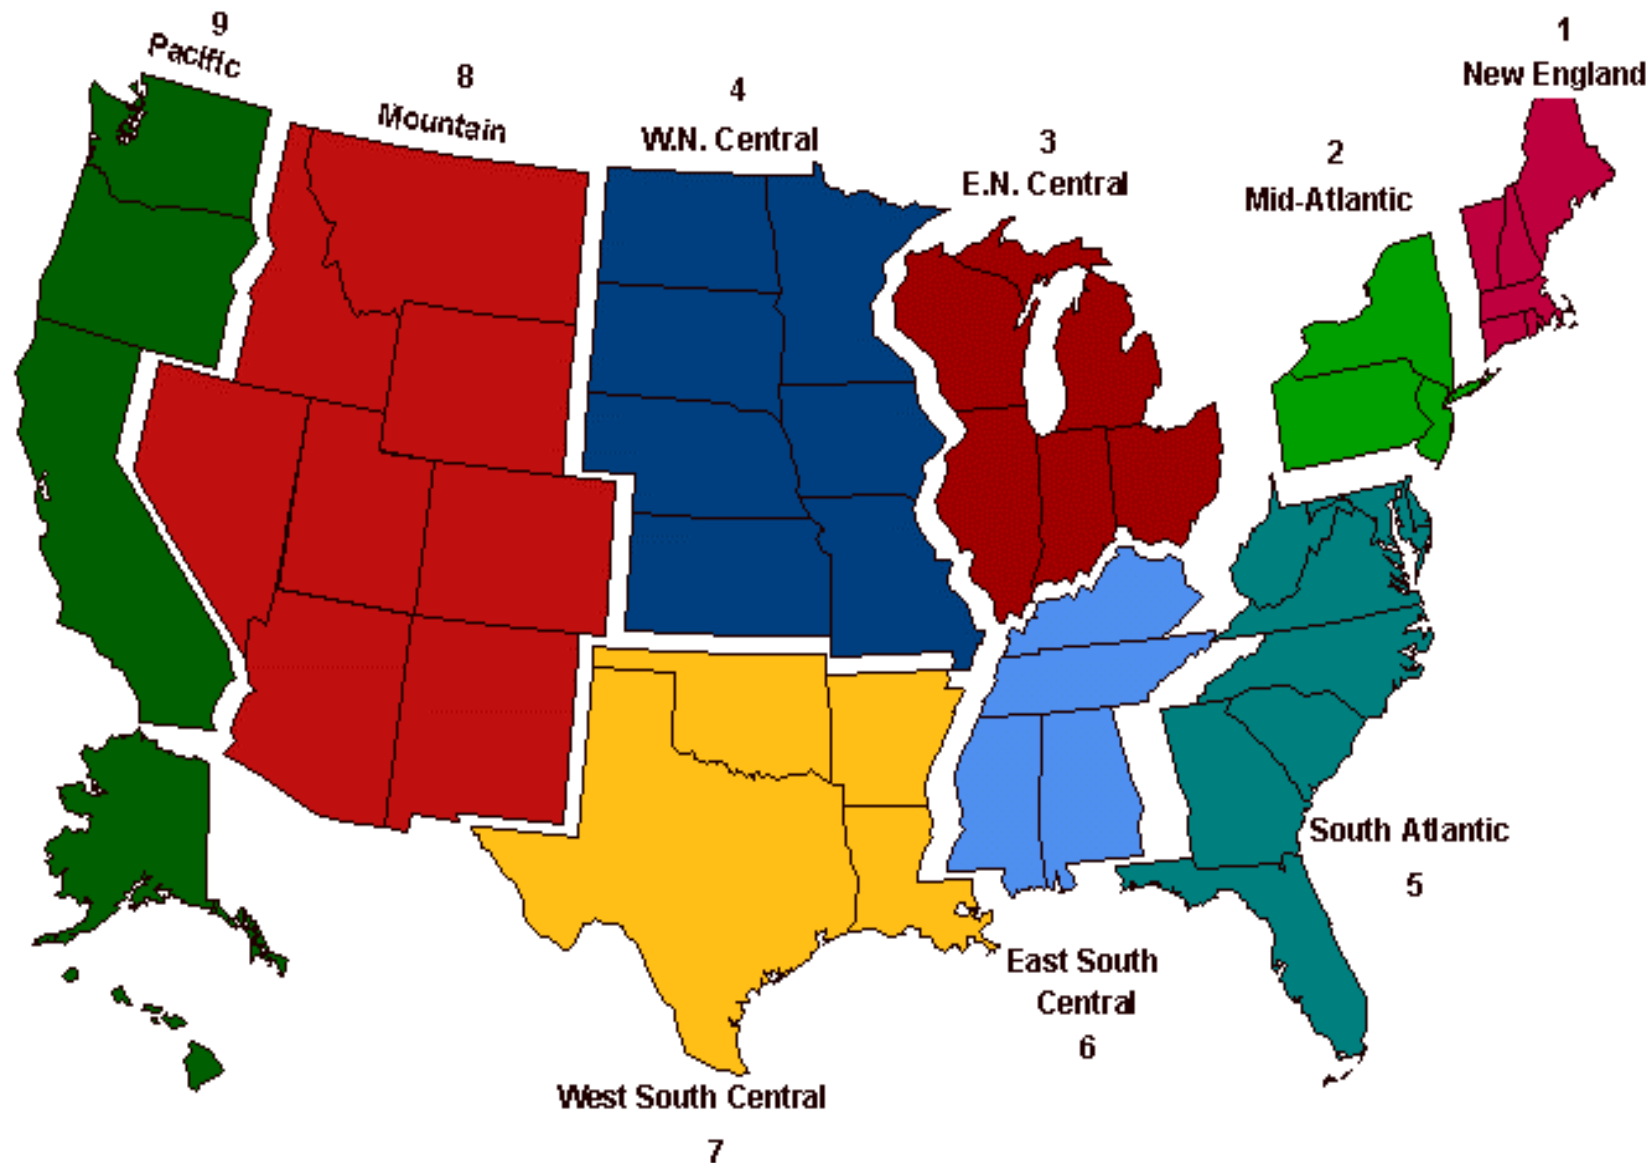 9
Pacific
8
Mountain
4
W.N. Central
3
E.N. Central
2
Mid-Atlantic
1
New England
South Atlantic
5
East South
Central
6
West South Central
7